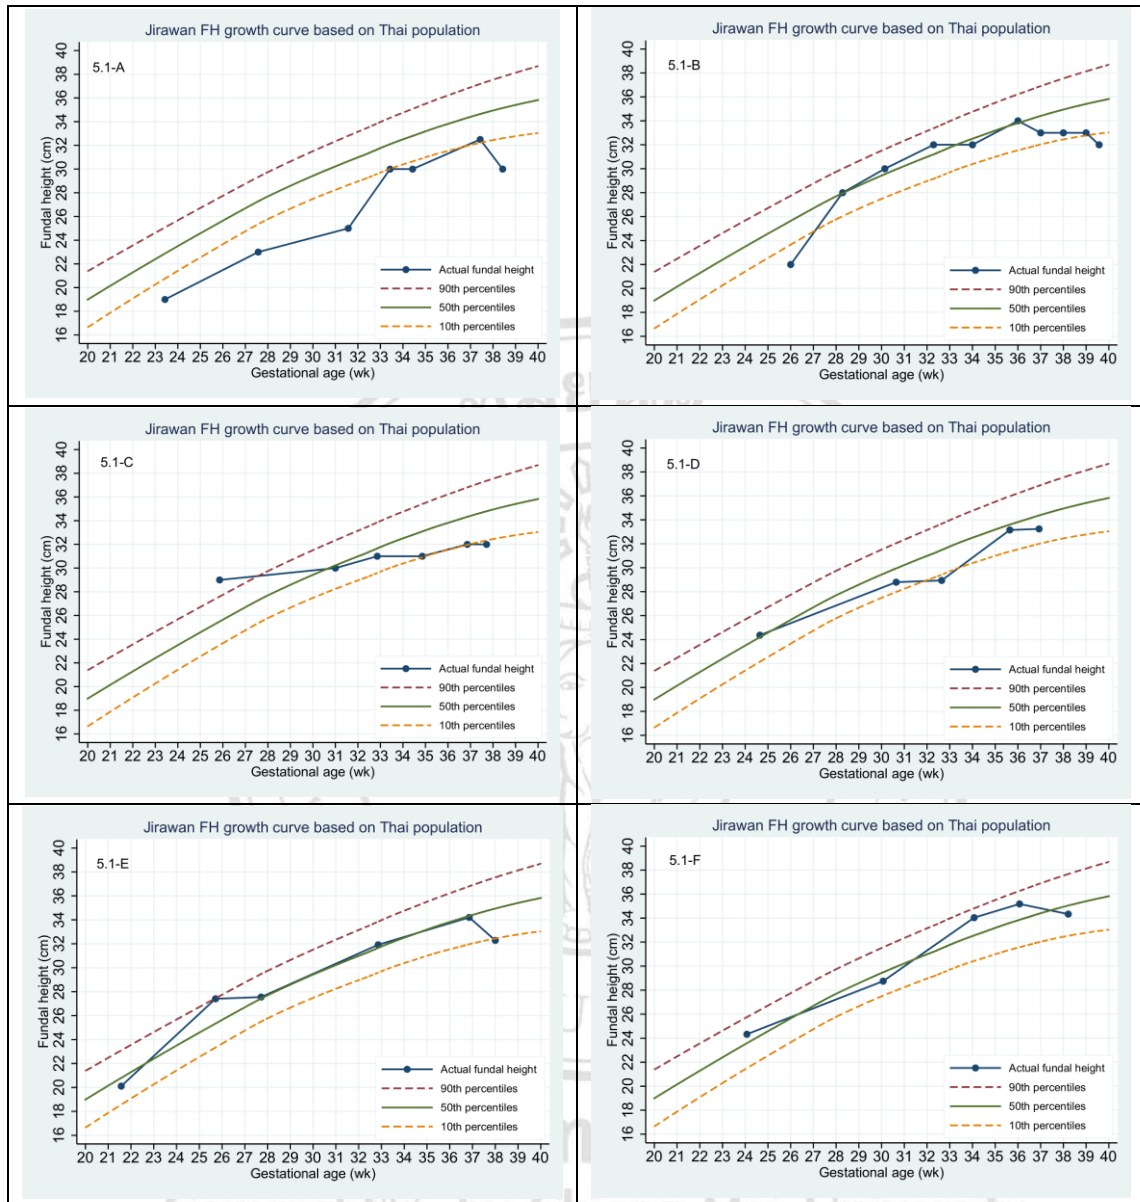 Jirawan FH growth curve based on Thai population
5.1-A
Fundal height (cm)
40
38
36
34
32
30
28
26
24
22
20
18
16
Actual fundal height
90th percentiles
50th percentiles
10th percentiles
20 21 22 23 24 25 26 27 28 29 30 31 32 33 34 35 36 37 38 39 40
Gestational age (wk)
Jirawan FH growth curve based on Thai population
5.1-B
Fundal height (cm)
40
38
36
34
32
30
28
26
24
22
20
18
16
Actual fundal height
90th percentiles
50th percentiles
10th percentiles
20 21 22 23 24 25 26 27 28 29 30 31 32 33 34 35 36 37 38 39 40
Gestational age (wk)
Jirawan FH growth curve based on Thai population
5.1-C
Fundal height (cm)
40
38
36
34
32
30
28
26
24
22
20
18
16
Actual fundal height
90th percentiles
50th percentiles
10th percentiles
20 21 22 23 24 25 26 27 28 29 30 31 32 33 34 35 36 37 38 39 40
Gestational age (wk)
Jirawan FH growth curve based on Thai population
5.1-D
Fundal height (cm)
40
38
36
34
32
30
28
26
24
22
20
18
16
Actual fundal height
90th percentiles
50th percentiles
10th percentiles
20 21 22 23 24 25 26 27 28 29 30 31 32 33 34 35 36 37 38 39 40
Gestational age (wk)
Jirawan FH growth curve based on Thai population
5.1-E
Fundal height (cm)
40
38
36
34
32
30
28
26
24
22
20
18
16
Actual fundal height
90th percentiles
50th percentiles
10th percentiles
20 21 22 23 24 25 26 27 28 29 30 31 32 33 34 35 36 37 38 39 40
Gestational age (wk)
Jirawan FH growth curve based on Thai population
5.1-F
Fundal height (cm)
40
38
36
34
32
30
28
26
24
22
20
18
16
Actual fundal height
90th percentiles
50th percentiles
10th percentiles
20 21 22 23 24 25 26 27 28 29 30 31 32 33 34 35 36 37 38 39 40
Gestational age (wk)